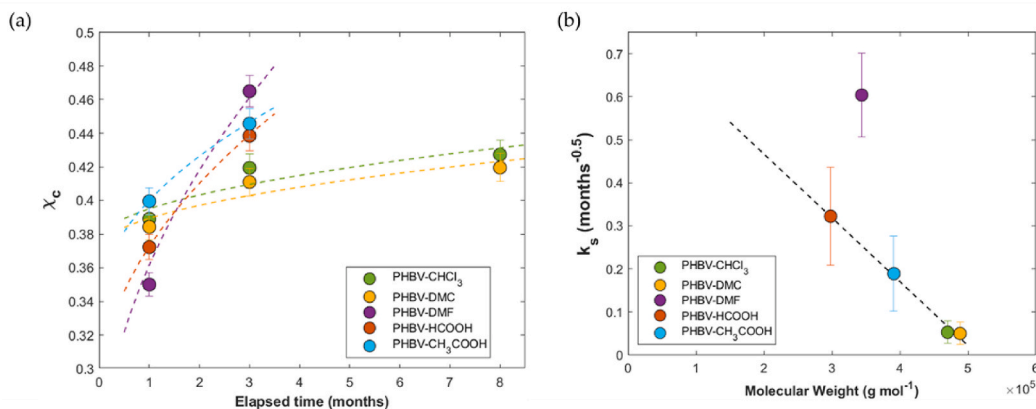 (a)
0.5
0.48
0.46
0.44
0.42
0.4
0.38
0.36
0.34
0.32
0.3
χc
0 1 2 3 4 5 6 7 8
Elapsed time (months)
PHBV-CHCl3
PHBV-DMC
PHBV-DMF
PHBV-HCOOH
PHBV-CH3COOH
(b)
0.8
0.7
0.6
0.5
0.4
0.3
0.2
0.1
0
ks (months-0.5)
0 1 2 3 4 5 6
×10⁵
Molecular Weight (g mol-1)
PHBV-CHCl3
PHBV-DMC
PHBV-DMF
PHBV-HCOOH
PHBV-CH3COOH